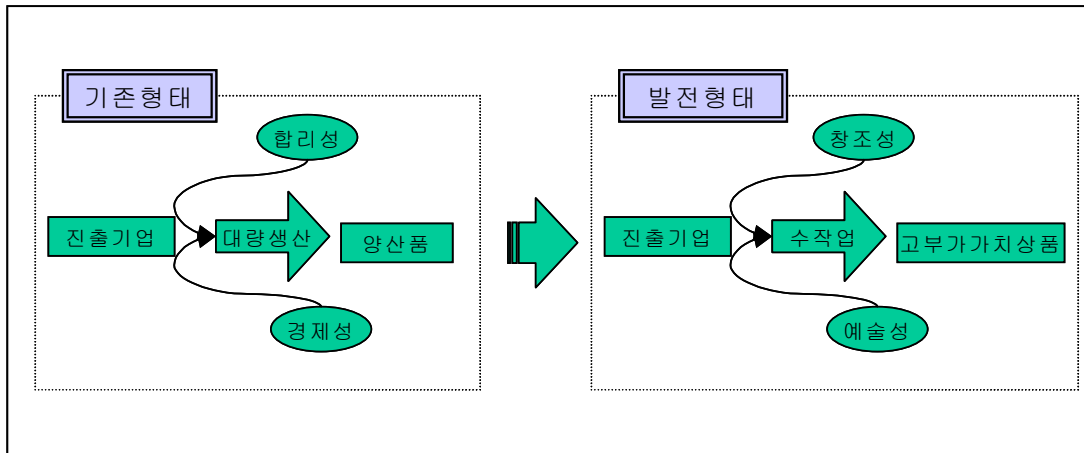 기존형태
합리성
진출기업
대량생산
양산품
경제성
발전형태
창조성
진출기업
수작업
고부가가치상품
예술성